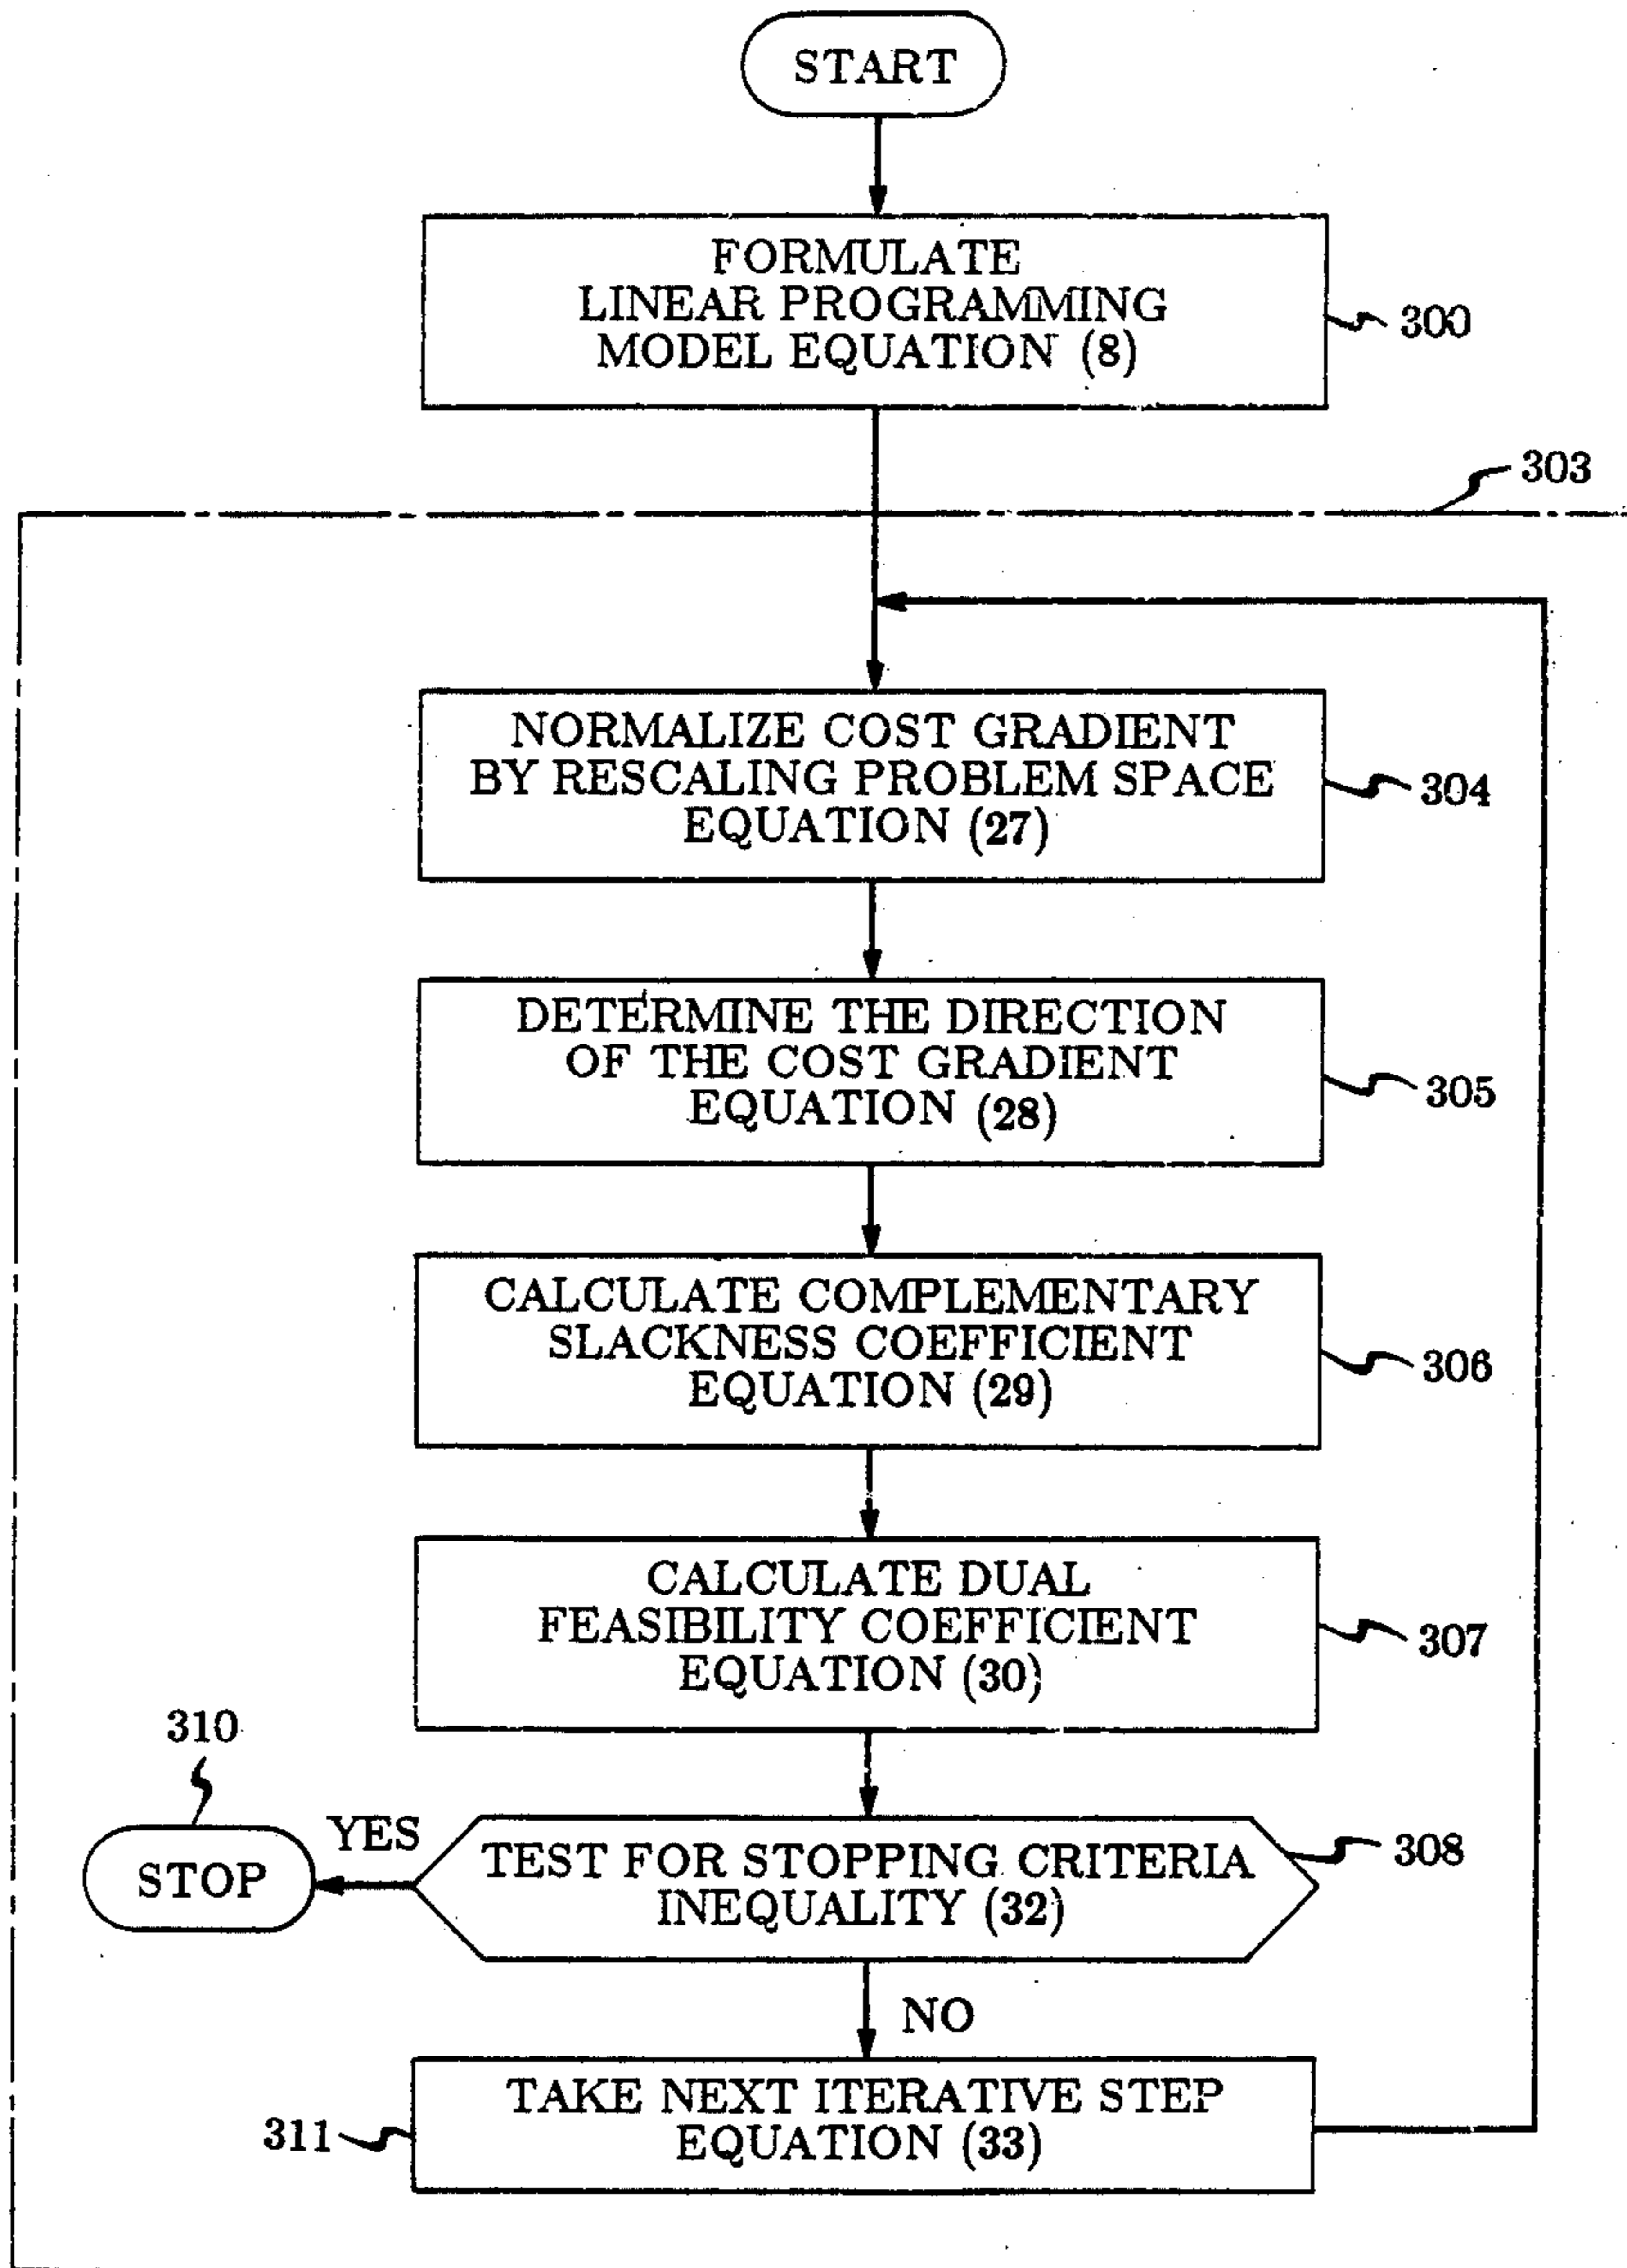 START
FORMULATE
LINEAR PROGRAMMING
MODEL EQUATION (8)
300
303
NORMALIZE COST GRADIENT
BY RESCALING PROBLEM SPACE
EQUATION (27)
304
DETERMINE THE DIRECTION
OF THE COST GRADIENT
EQUATION (28)
305
CALCULATE COMPLEMENTARY
SLACKNESS COEFFICIENT
EQUATION (29)
306
CALCULATE DUAL
FEASIBILITY COEFFICIENT
EQUATION (30)
307
310
YES
STOP
TEST FOR STOPPING CRITERIA
INEQUALITY (32)
308
NO
TAKE NEXT ITERATIVE STEP
EQUATION (33)
311